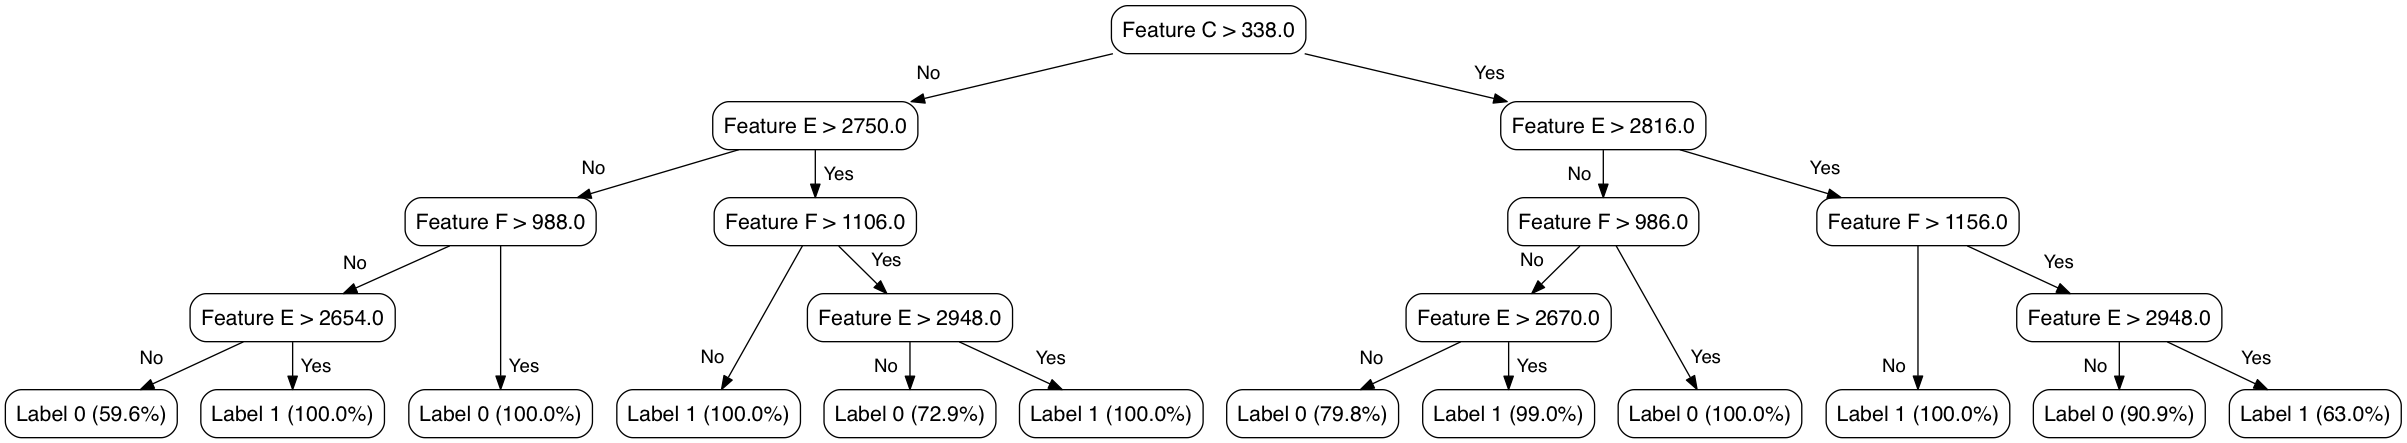 Feature C > 338.0
No
Yes
Feature E > 2750.0
Feature E > 2816.0
No
Yes
No
Yes
Feature F > 988.0
Feature F > 1106.0
Feature F > 986.0
Feature F > 1156.0
No
Yes
No
Yes
Feature E > 2654.0
Feature E > 2948.0
Feature E > 2670.0
Feature E > 2948.0
No
Yes
Yes
No
No
Yes
No
Yes
Yes
No
No
Yes
Label 0 (59.6%)
Label 1 (100.0%)
Label 0 (100.0%)
Label 1 (100.0%)
Label 0 (72.9%)
Label 1 (100.0%)
Label 0 (79.8%)
Label 1 (99.0%)
Label 0 (100.0%)
Label 1 (100.0%)
Label 0 (90.9%)
Label 1 (63.0%)